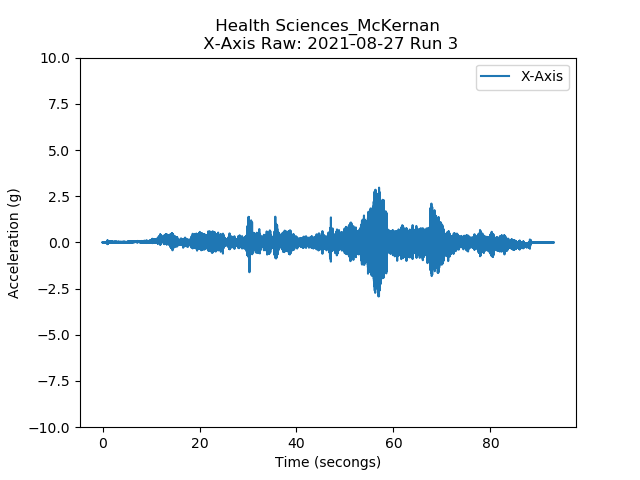 Health Sciences_McKernan
X-Axis Raw: 2021-08-27 Run 3
X-Axis
10.0
7.5
5.0
2.5
0.0
−2.5
−5.0
−7.5
−10.0
Acceleration (g)
0 20 40 60 80
Time (secongs)